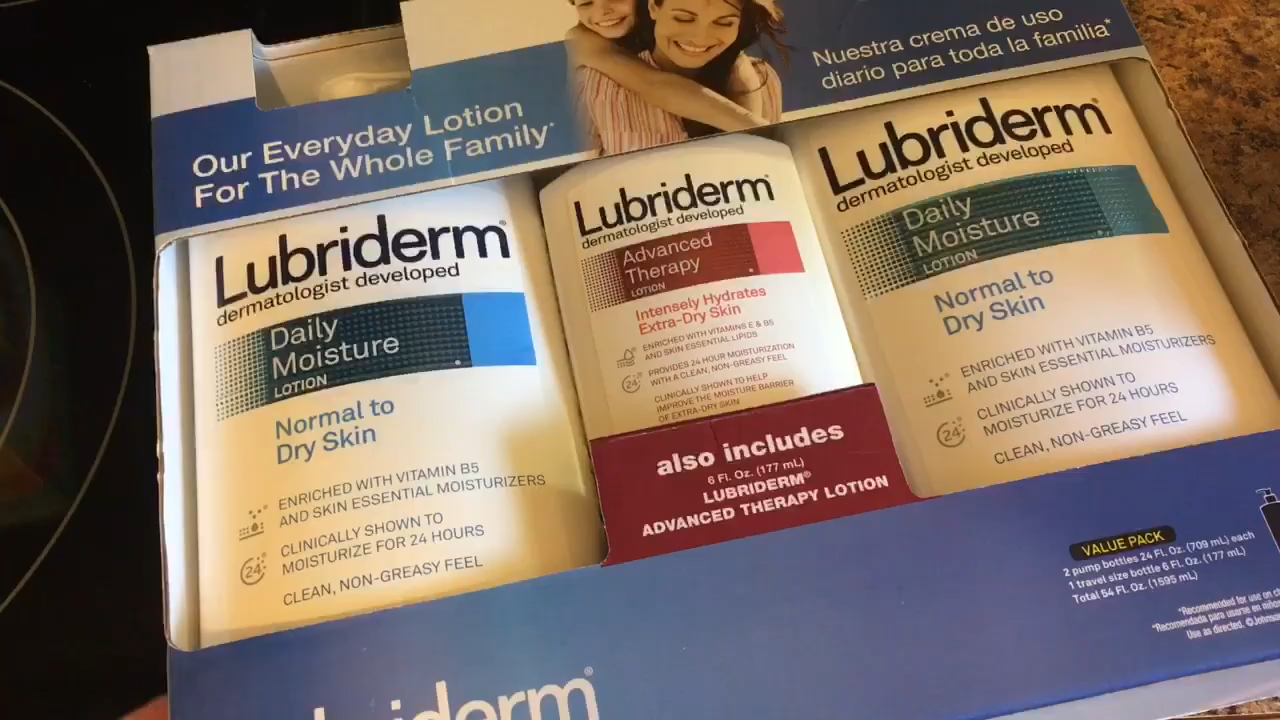 Our Everyday Lotion
For The Whole Family*
Nuestra crema de uso
diario para toda la familia*
Lubriderm®
dermatologist developed
Daily
Moisture
LOTION
Normal to
Dry Skin
ENRICHED WITH VITAMIN B5
AND SKIN ESSENTIAL MOISTURIZERS
24
CLINICALLY SHOWN TO
MOISTURIZE FOR 24 HOURS
CLEAN, NON-GREASY FEEL
Lubriderm®
dermatologist developed
Advanced
Therapy
LOTION
Intensely Hydrates
Extra-Dry Skin
ENRICHED WITH VITAMINS E & B5
AND SKIN ESSENTIAL LIPIDS
24
PROVIDES 24 HOUR MOISTURIZATION
WITH A CLEAN, NON-GREASY FEEL
CLINICALLY SHOWN TO HELP
IMPROVE THE MOISTURE BARRIER
OF EXTRA-DRY SKIN
also includes
6 Fl. Oz. (177 mL)
LUBRIDERM®
ADVANCED THERAPY LOTION
Lubriderm®
dermatologist developed
Daily
Moisture
LOTION
Normal to
Dry Skin
ENRICHED WITH VITAMIN B5
AND SKIN ESSENTIAL MOISTURIZERS
24
CLINICALLY SHOWN TO
MOISTURIZE FOR 24 HOURS
CLEAN, NON-GREASY FEEL
VALUE PACK
2 pump bottles 24 FL. Oz. (709 mL) each
1 travel size bottle 6 Fl. Oz. (177 mL)
Total 54 Fl. Oz. (1595 mL)
*Recommended for use on
*Recomendada para usarse en
Use as directed.
briderm®